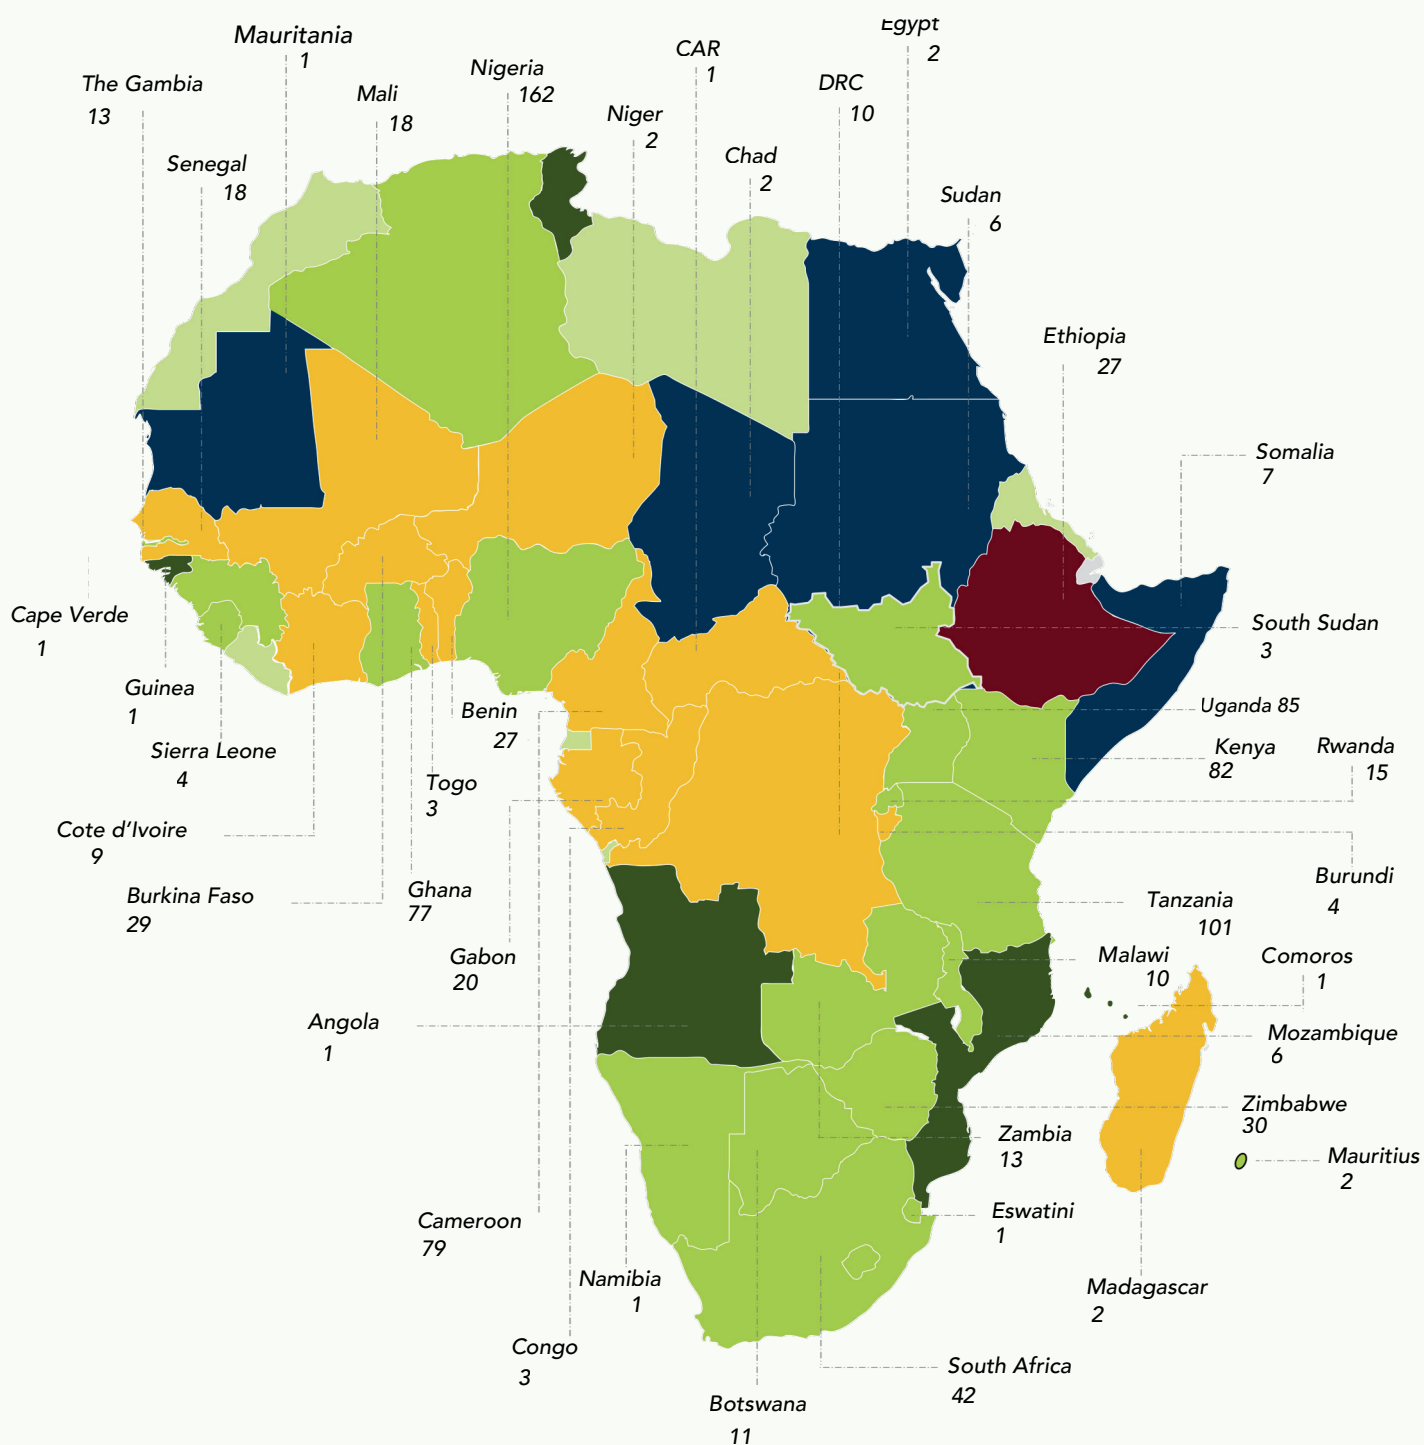 Egypt
2
Mauritania
1
CAR
1
Nigeria
162
The Gambia
13
Mali
18
DRC
10
Niger
2
Senegal
18
Chad
2
Sudan
6
Ethiopia
27
Somalia
7
Cape Verde
1
South Sudan
3
Guinea
1
Benin
27
Uganda 85
Sierra Leone
4
Kenya
82
Rwanda
15
Togo
3
Cote d’Ivoire
9
Burkina Faso
29
Ghana
77
Burundi
4
Tanzania
101
Gabon
20
Malawi
10
Comoros
1
Angola
1
Mozambique
6
Zimbabwe
30
Zambia
13
Mauritius
2
Cameroon
79
Eswatini
1
Namibia
1
Madagascar
2
Congo
3
South Africa
42
Botswana
11